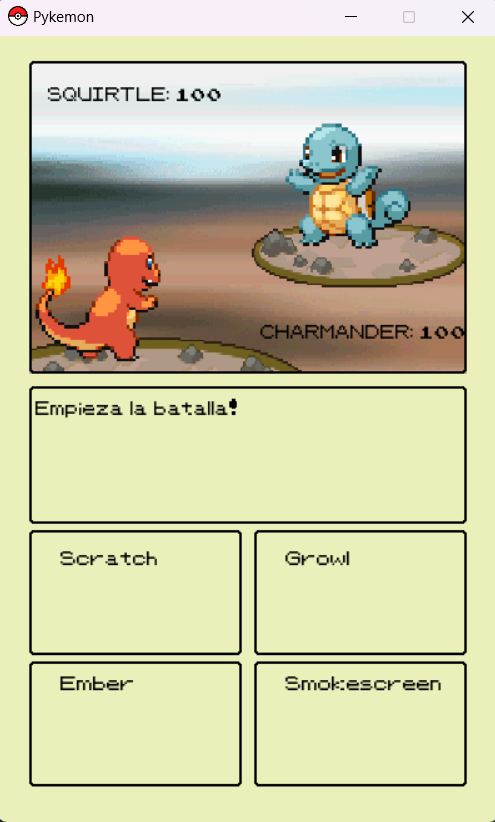 Pykemon
SQUIRTLE: 100
CHARMANDER: 100
Empieza la batalla!
Scratch
Growl
Ember
Smokescreen